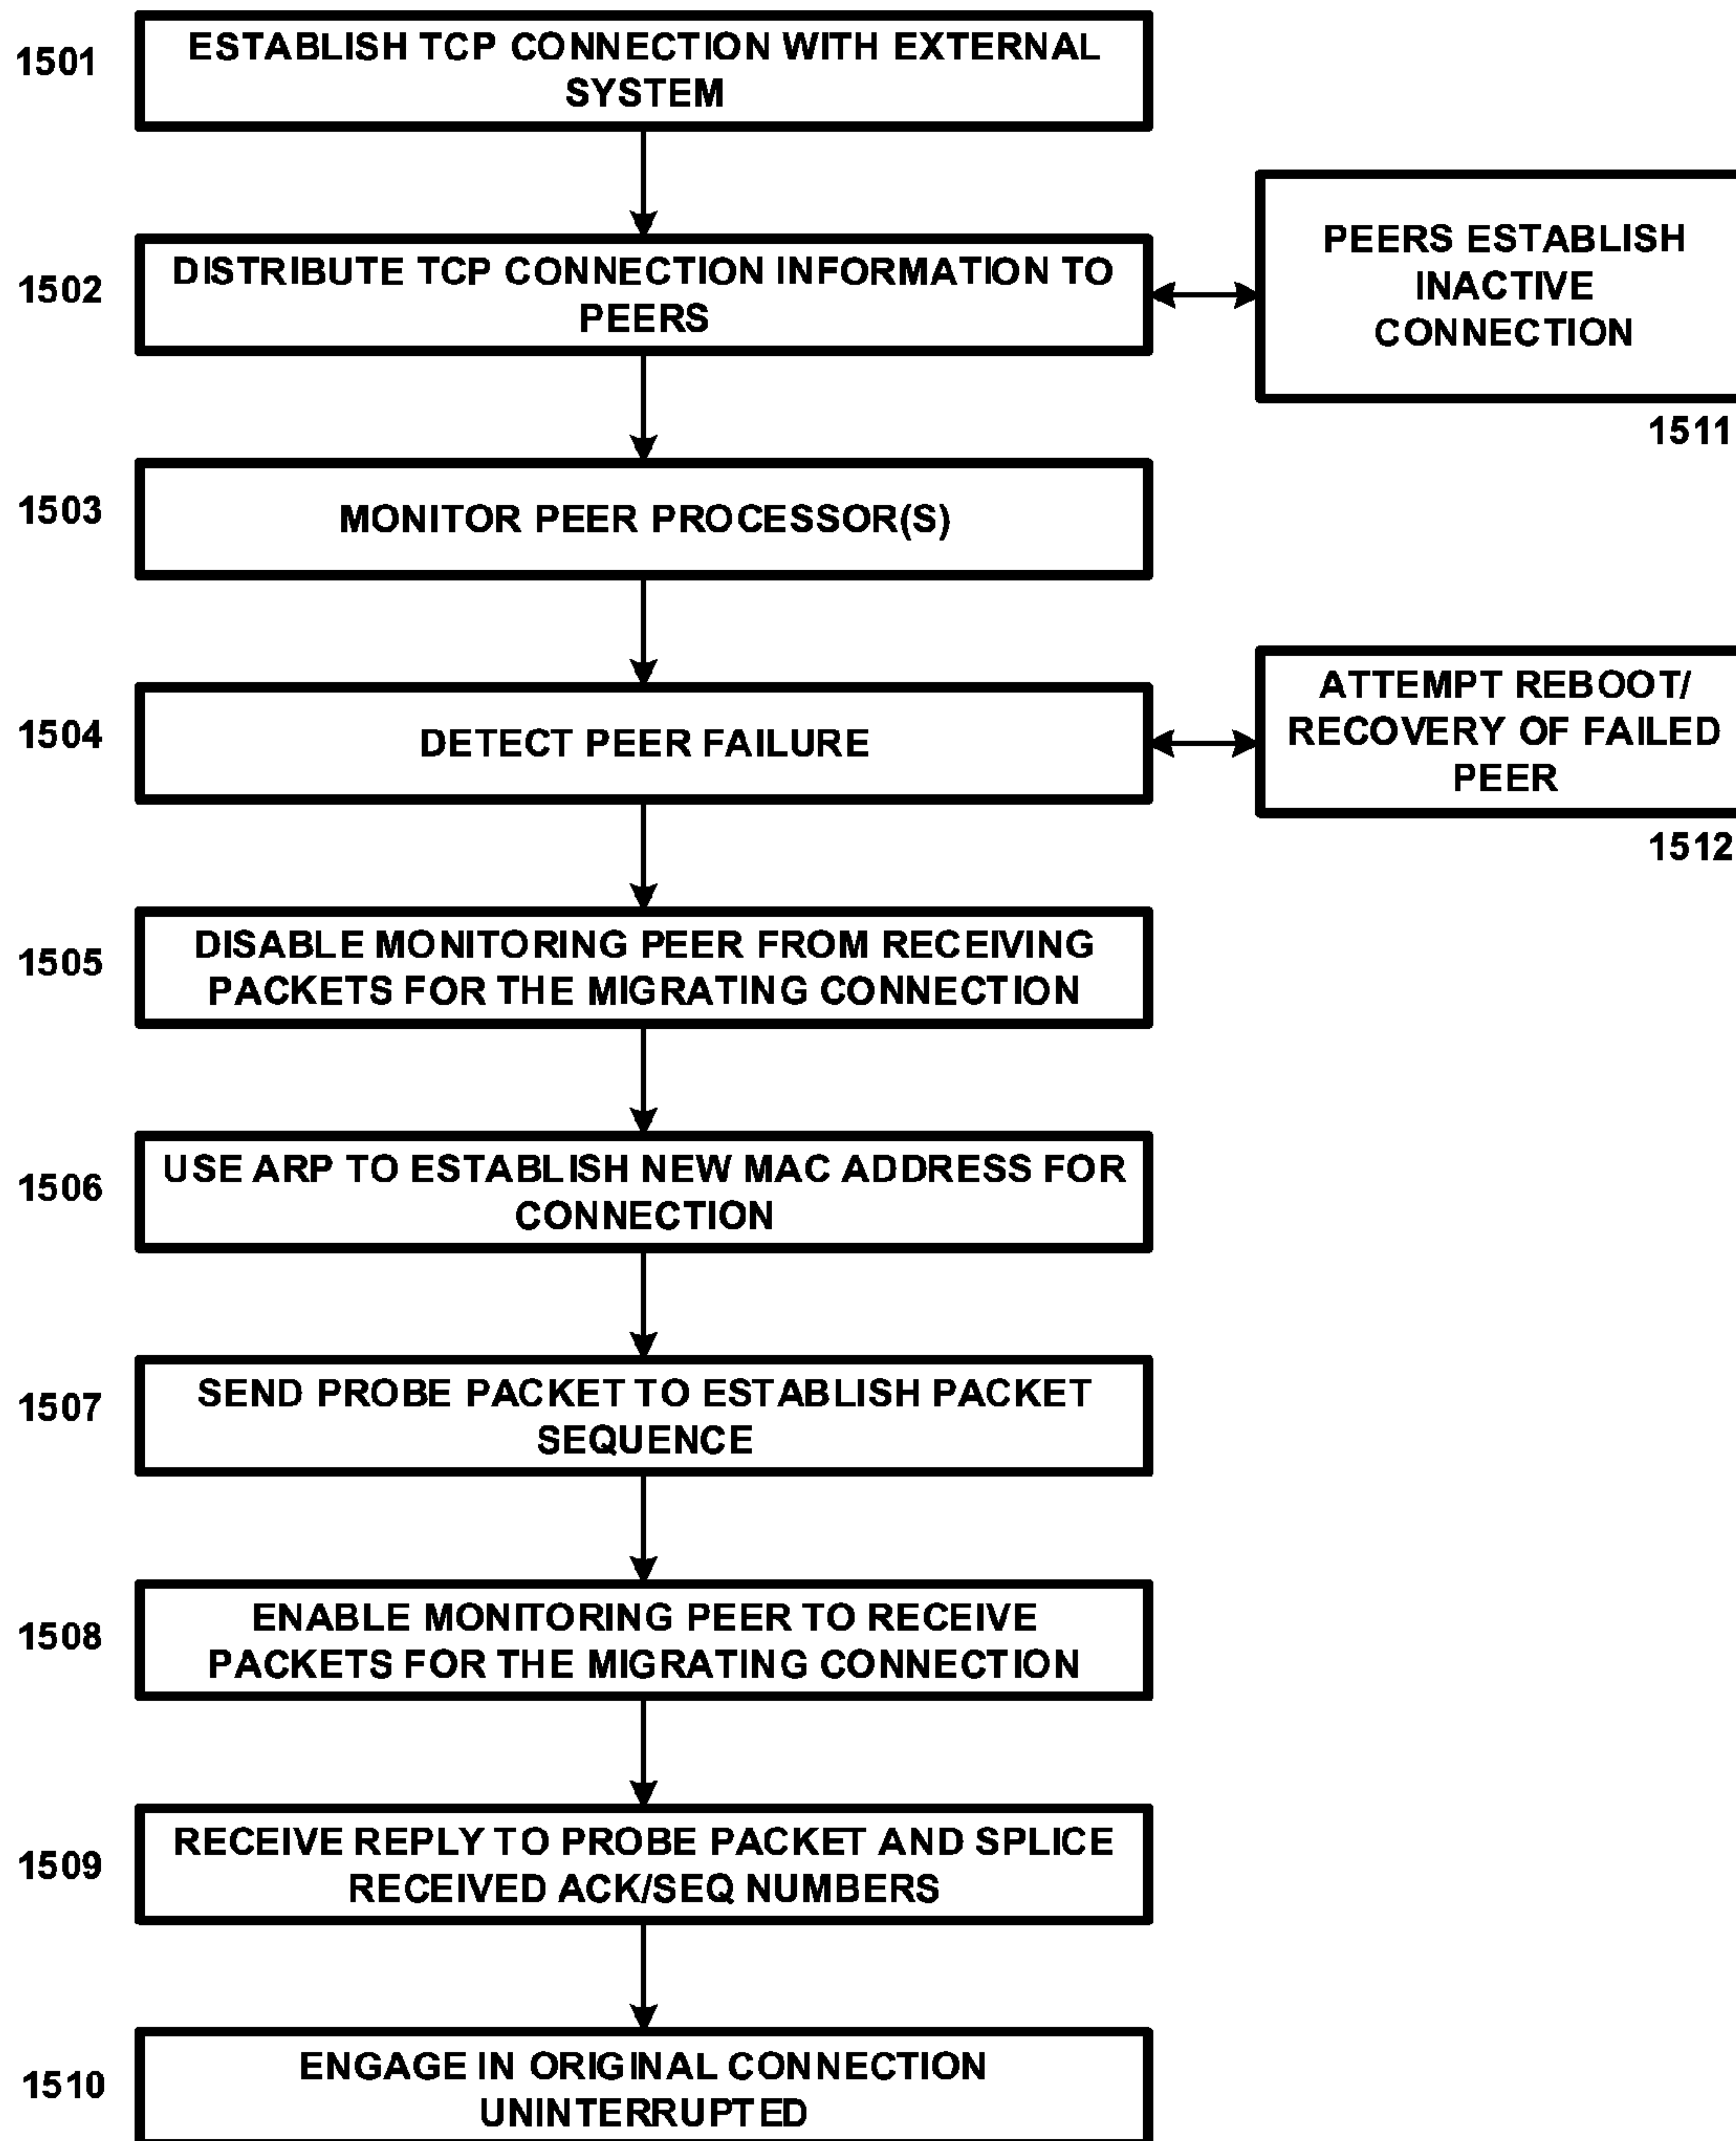 1501
ESTABLISH TCP CONNECTION WITH EXTERNAL
SYSTEM
1502
DISTRIBUTE TCP CONNECTION INFORMATION TO
PEERS
PEERS ESTABLISH
INACTIVE
CONNECTION
1511
1503
MONITOR PEER PROCESSOR(S)
1504
DETECT PEER FAILURE
ATTEMPT REBOOT/
RECOVERY OF FAILED
PEER
1512
1505
DISABLE MONITORING PEER FROM RECEIVING
PACKETS FOR THE MIGRATING CONNECTION
1506
USE ARP TO ESTABLISH NEW MAC ADDRESS FOR
CONNECTION
1507
SEND PROBE PACKET TO ESTABLISH PACKET
SEQUENCE
1508
ENABLE MONITORING PEER TO RECEIVE
PACKETS FOR THE MIGRATING CONNECTION
1509
RECEIVE REPLY TO PROBE PACKET AND SPLICE
RECEIVED ACK/SEQ NUMBERS
1510
ENGAGE IN ORIGINAL CONNECTION
UNINTERRUPTED